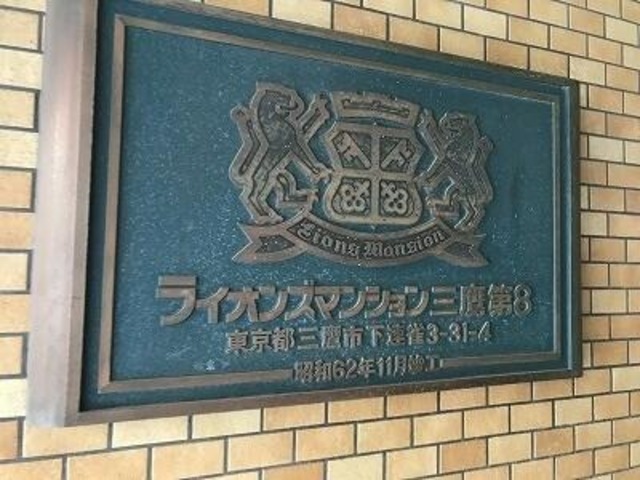 Lions Mansion
ライオンズマンション三鷹第8
東京都三鷹市下連雀3-31-4
昭和62年11月竣工